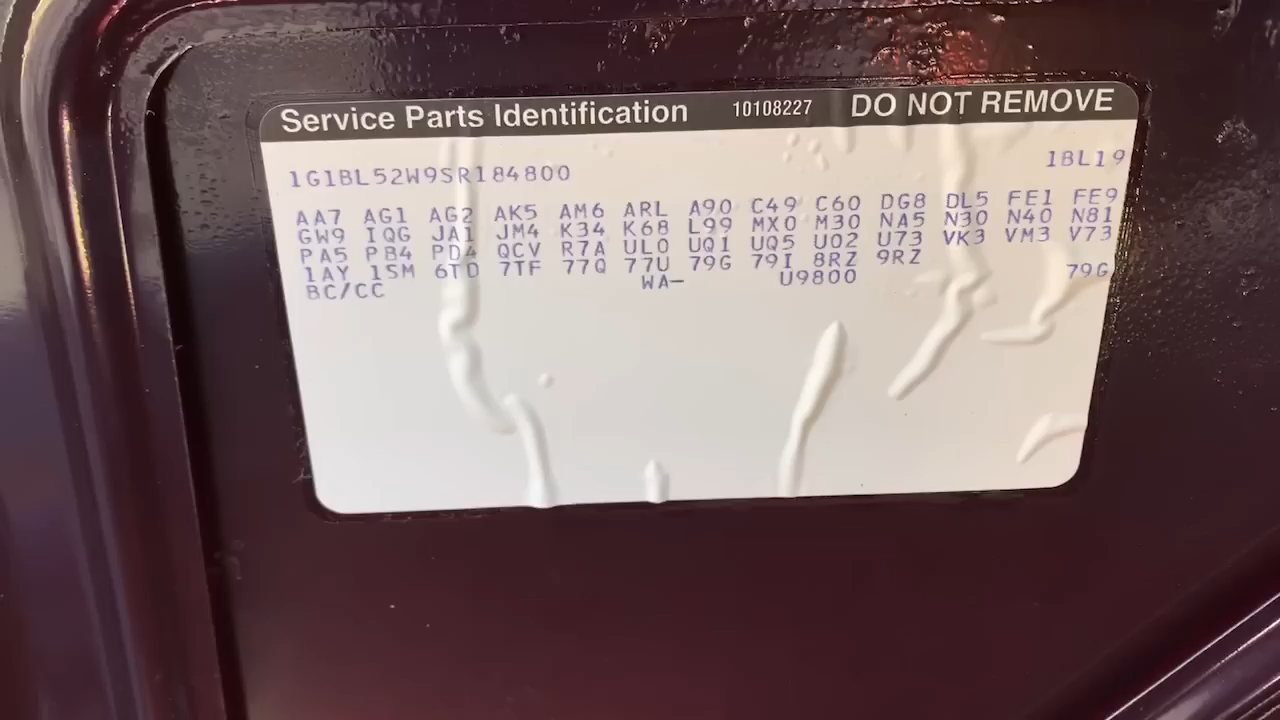 Service Parts Identification 10108227 DO NOT REMOVE
1G1BL52W9SR184800 1BL19
AA7 AG1 AG2 AK5 AM6 ARL A90 C49 C60 DG8 DL5 FE1 FE9
GW9 IQG JA1 JM4 K34 K68 L99 MX0 M30 NA5 N30 N40 N81
PA5 PB4 PD4 QCV R7A UL0 UQ1 UQ5 U02 U73 VK3 VM3 V73
1AY 1SM 6TD 7TF 77Q 77U 79G 79I 8RZ 9RZ
BC/CC WA- U9800 79G